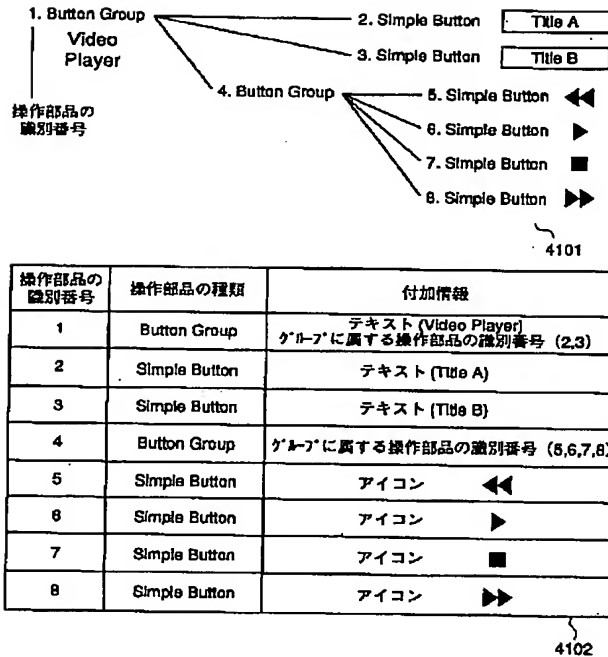 1. Button Group
Video
Player
操作部品の
識別番号
2. Simple Button Title A
3. Simple Button Title B
4. Button Group
5. Simple Button
6. Simple Button
7. Simple Button
8. Simple Button
4101
操作部品の
識別番号 操作部品の種類 付加情報
1 Button Group テキスト (Video Player)
グループに属する操作部品の識別番号 (2,3)
2 Simple Button テキスト (Title A)
3 Simple Button テキスト (Title B)
4 Button Group グループに属する操作部品の識別番号 (5,6,7,8)
5 Simple Button アイコン
6 Simple Button アイコン
7 Simple Button アイコン
8 Simple Button アイコン
4102